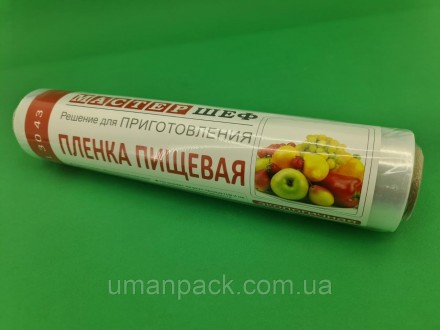 МАСТЕР ШЕФ
Решение для ПРИГОТОВЛЕНИЯ
ПЛЕНКА ПИЩЕВАЯ
umanpack.com.ua